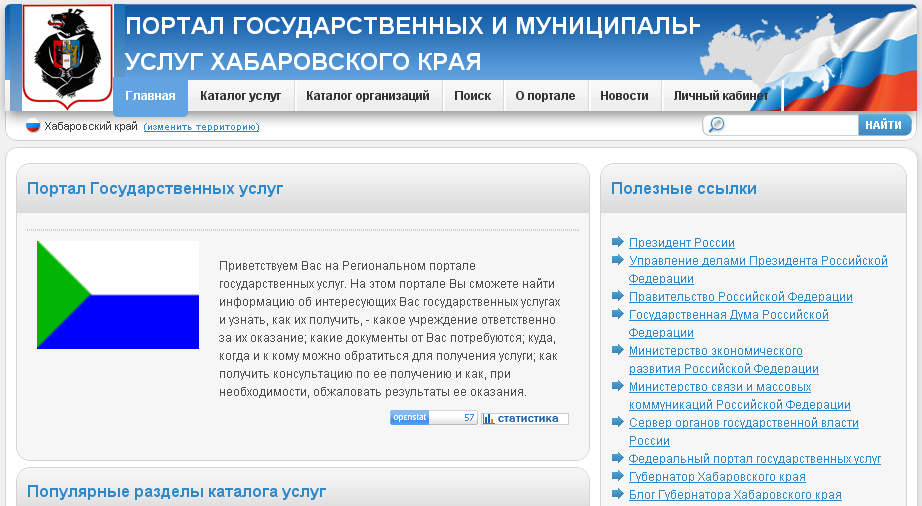 ПОРТАЛ ГОСУДАРСТВЕННЫХ И МУНИЦИПАЛЬН
УСЛУГ ХАБАРОВСКОГО КРАЯ
Главная Каталог услуг Каталог организаций Поиск О портале Новости Личный кабинет
Хабаровский край (изменить территорию)
НАЙТИ
Портал Государственных услуг
Приветствуем Вас на Региональном портале
государственных услуг. На этом портале Вы сможете найти
информацию об интересующих Вас государственных услугах
и узнать, как их получить, - какое учреждение ответственно
за их оказание; какие документы от Вас потребуются; куда,
когда и к кому можно обратиться для получения услуги; как
получить консультацию по ее получению и как, при
необходимости, обжаловать результаты ее оказания.
openstat 57 статистика
Популярные разделы каталога услуг
Полезные ссылки
Президент России
Управление делами Президента Российской
Федерации
Правительство Российской Федерации
Государственная Дума Российской
Федерации
Министерство экономического
развития Российской Федерации
Министерство связи и массовых
коммуникаций Российской Федерации
Сервер органов государственной власти
России
Федеральный портал государственных услуг
Губернатор Хабаровского края
Блог Губернатора Хабаровского края